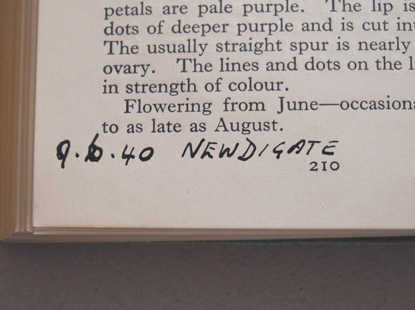 petals are pale purple. The lip is
dots of deeper purple and is cut in
The usually straight spur is nearly
ovary. The lines and dots on the l
in strength of colour.
Flowering from June—occasiona
to as late as August.
9.6.40 NEWDIGATE
210